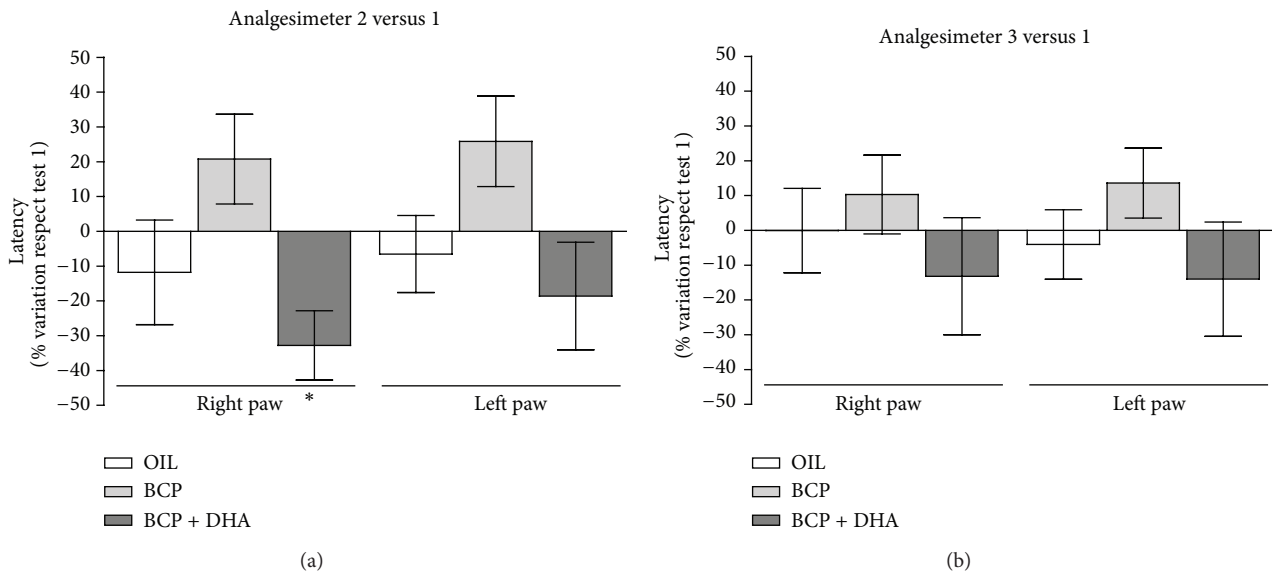 Analgesimeter 2 versus 1
Latency
(% variation respect test 1)
50
40
30
20
10
0
−10
−20
−30
−40
−50
Right paw
*
Left paw
OIL
BCP
BCP + DHA
(a)
Analgesimeter 3 versus 1
Latency
(% variation respect test 1)
50
40
30
20
10
0
−10
−20
−30
−40
−50
Right paw
Left paw
OIL
BCP
BCP + DHA
(b)